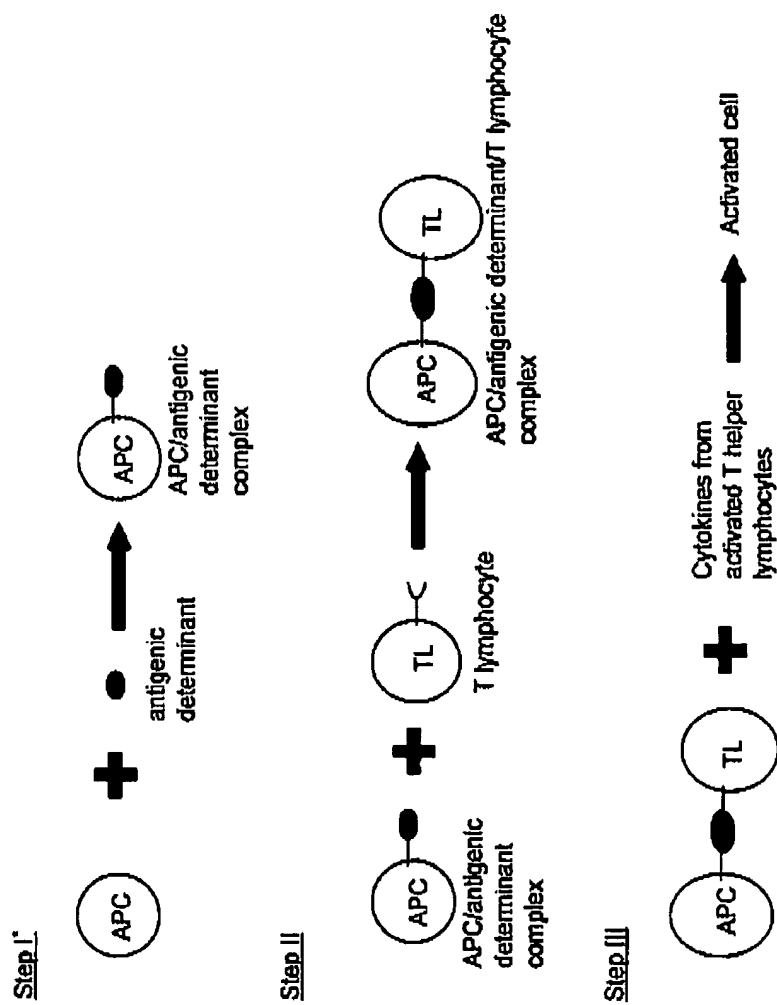 Step I*
APC
antigenic
determinant
APC
APC/antigenic
determinant
complex
Step II
APC
APC/antigenic
determinant
complex
TL
T lymphocyte
APC
TL
APC/antigenic determinant/T lymphocyte
complex
Step III
APC
TL
Cytokines from
activated T helper
lymphocytes
Activated cell